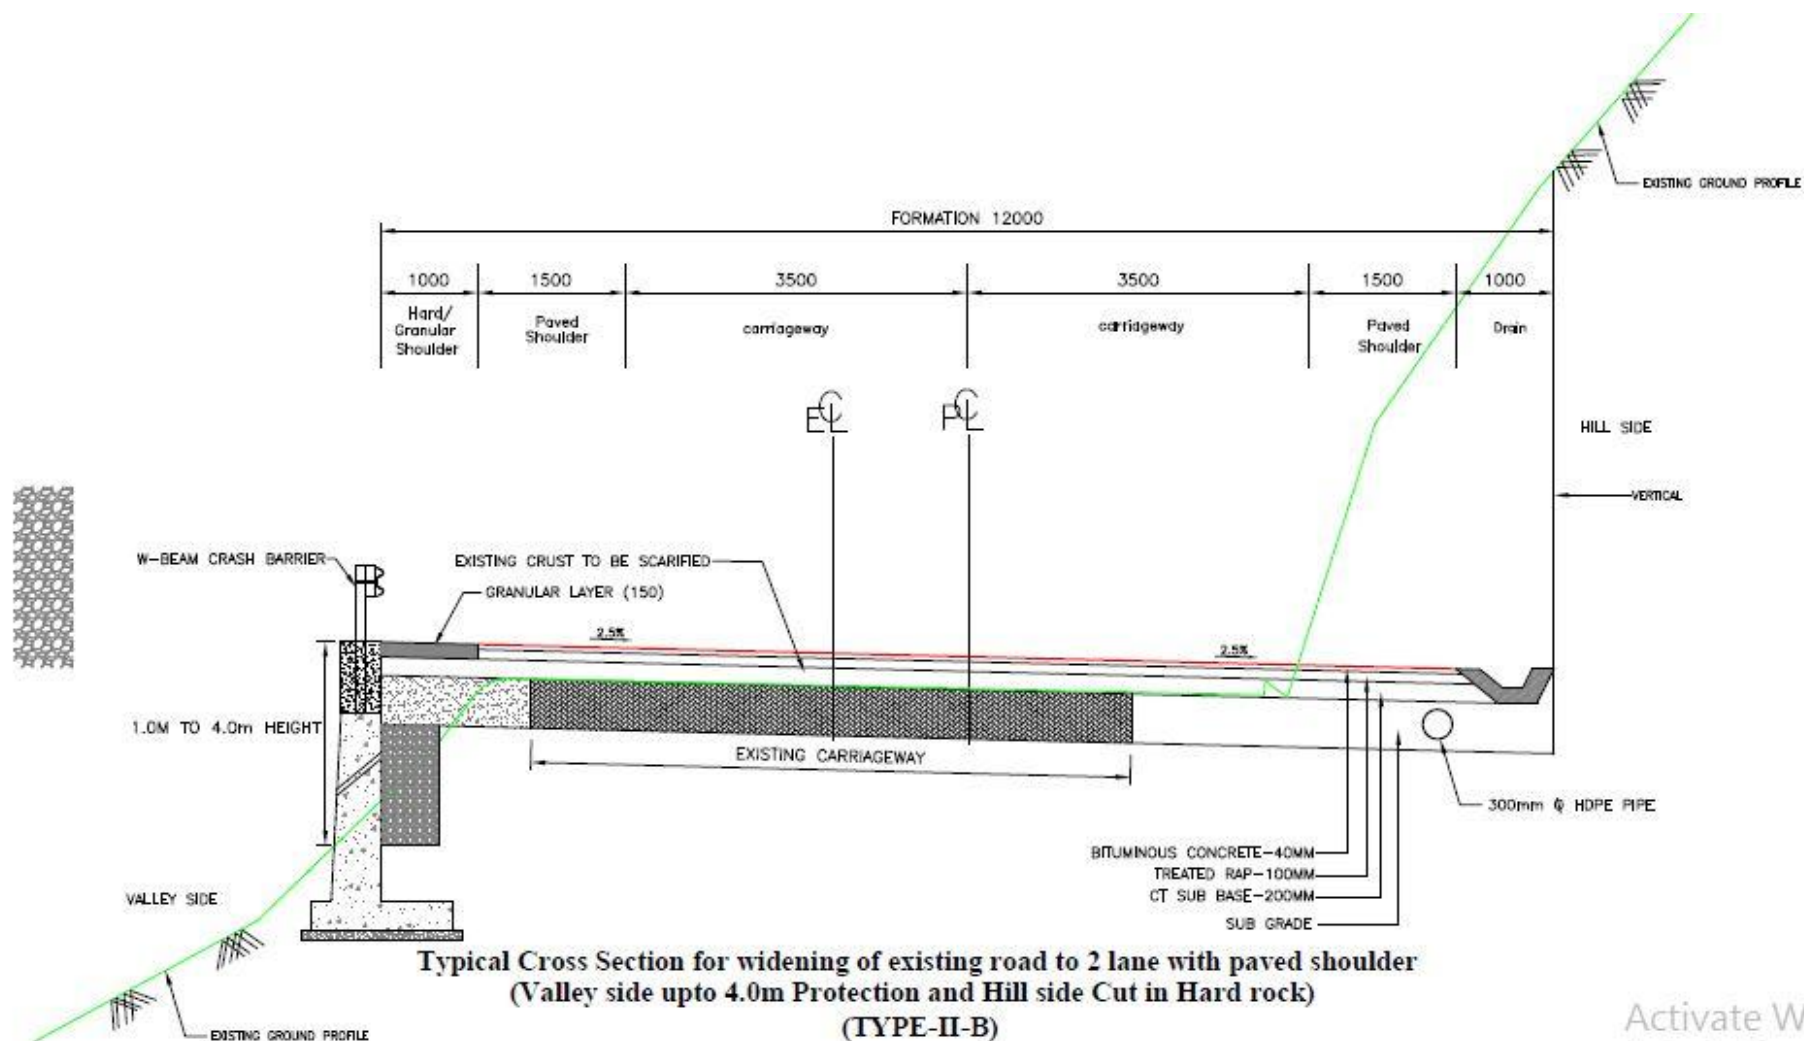 EXISTING GROUND PROFILE
FORMATION 12000
1000
1500
3500
3500
1500
1000
Hard/
Granular
Shoulder
Paved
Shoulder
carriageway
carriageway
Paved
Shoulder
Drain
E℄
P℄
HILL SIDE
VERTICAL
W-BEAM CRASH BARRIER
EXISTING CRUST TO BE SCARIFIED
GRANULAR LAYER (150)
2.5%
2.5%
1.0M TO 4.0m HEIGHT
EXISTING CARRIAGEWAY
300mm ϕ HDPE PIPE
BITUMINOUS CONCRETE-40MM
TREATED RAP-100MM
CT SUB BASE-200MM
SUB GRADE
VALLEY SIDE
Typical Cross Section for widening of existing road to 2 lane with paved shoulder
(Valley side upto 4.0m Protection and Hill side Cut in Hard rock)
(TYPE-II-B)
EXISTING GROUND PROFILE
Activate W